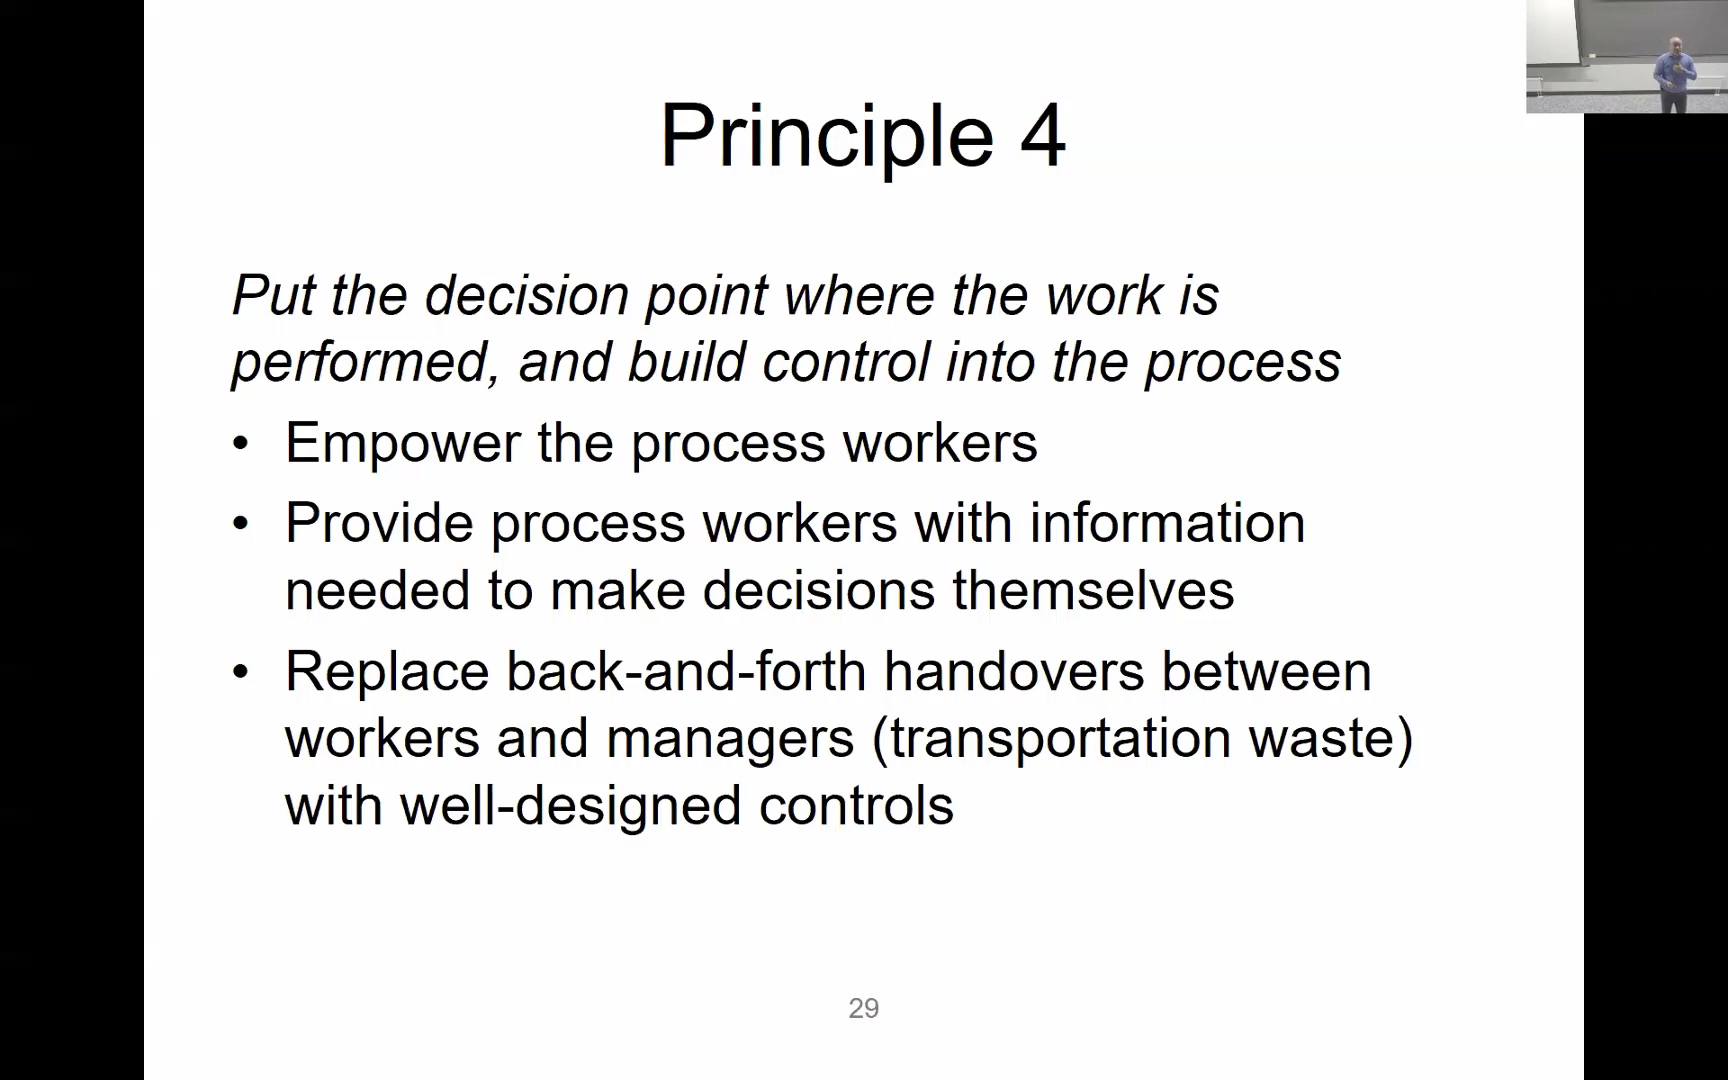 Principle 4
Put the decision point where the work is
performed, and build control into the process
• Empower the process workers
• Provide process workers with information
needed to make decisions themselves
• Replace back-and-forth handovers between
workers and managers (transportation waste)
with well-designed controls
29